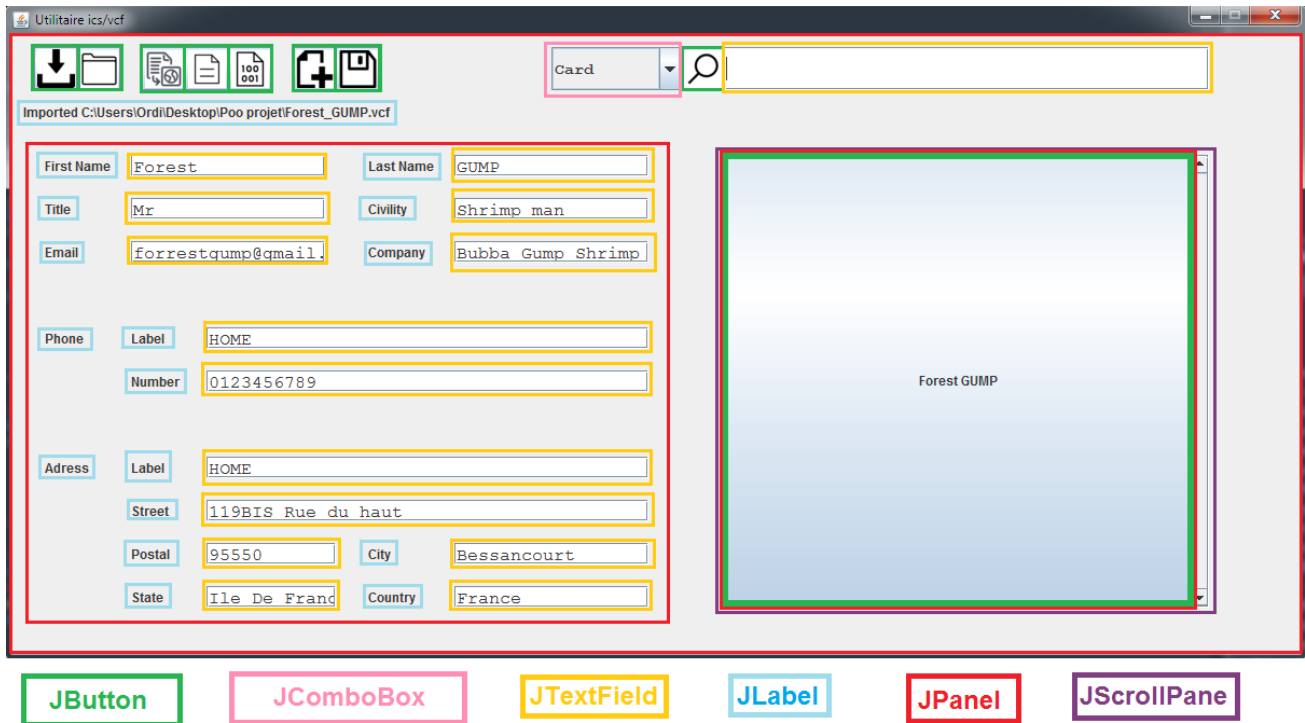 Utilitaire ics/vcf
100
001
Card
Imported C:\Users\Ordi\Desktop\Poo projet\Forest_GUMP.vcf
First Name Forest Last Name GUMP
Title Mr Civility Shrimp man
Email forrestgump@gmail. Company Bubba Gump Shrimp
Phone Label HOME
Number 0123456789
Adress Label HOME
Street 119BIS Rue du haut
Postal 95550 City Bessancourt
State Ile De Franc Country France
Forest GUMP
JButton JComboBox JTextField JLabel JPanel JScrollPane